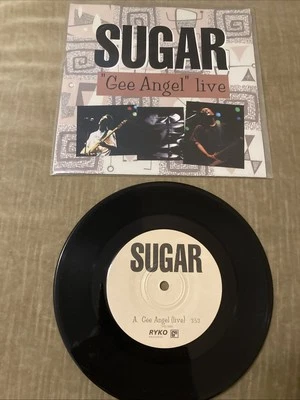 SUGAR
"Gee Angel" live
SUGAR
A. Gee Angel (live)
RYKO